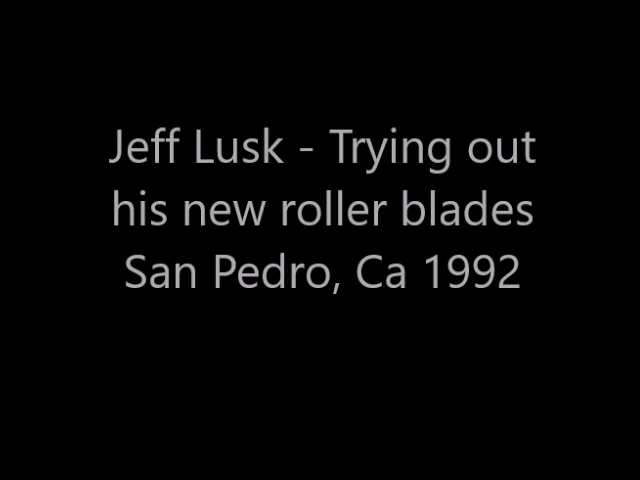 Jeff Lusk - Trying out
his new roller blades
San Pedro, Ca 1992